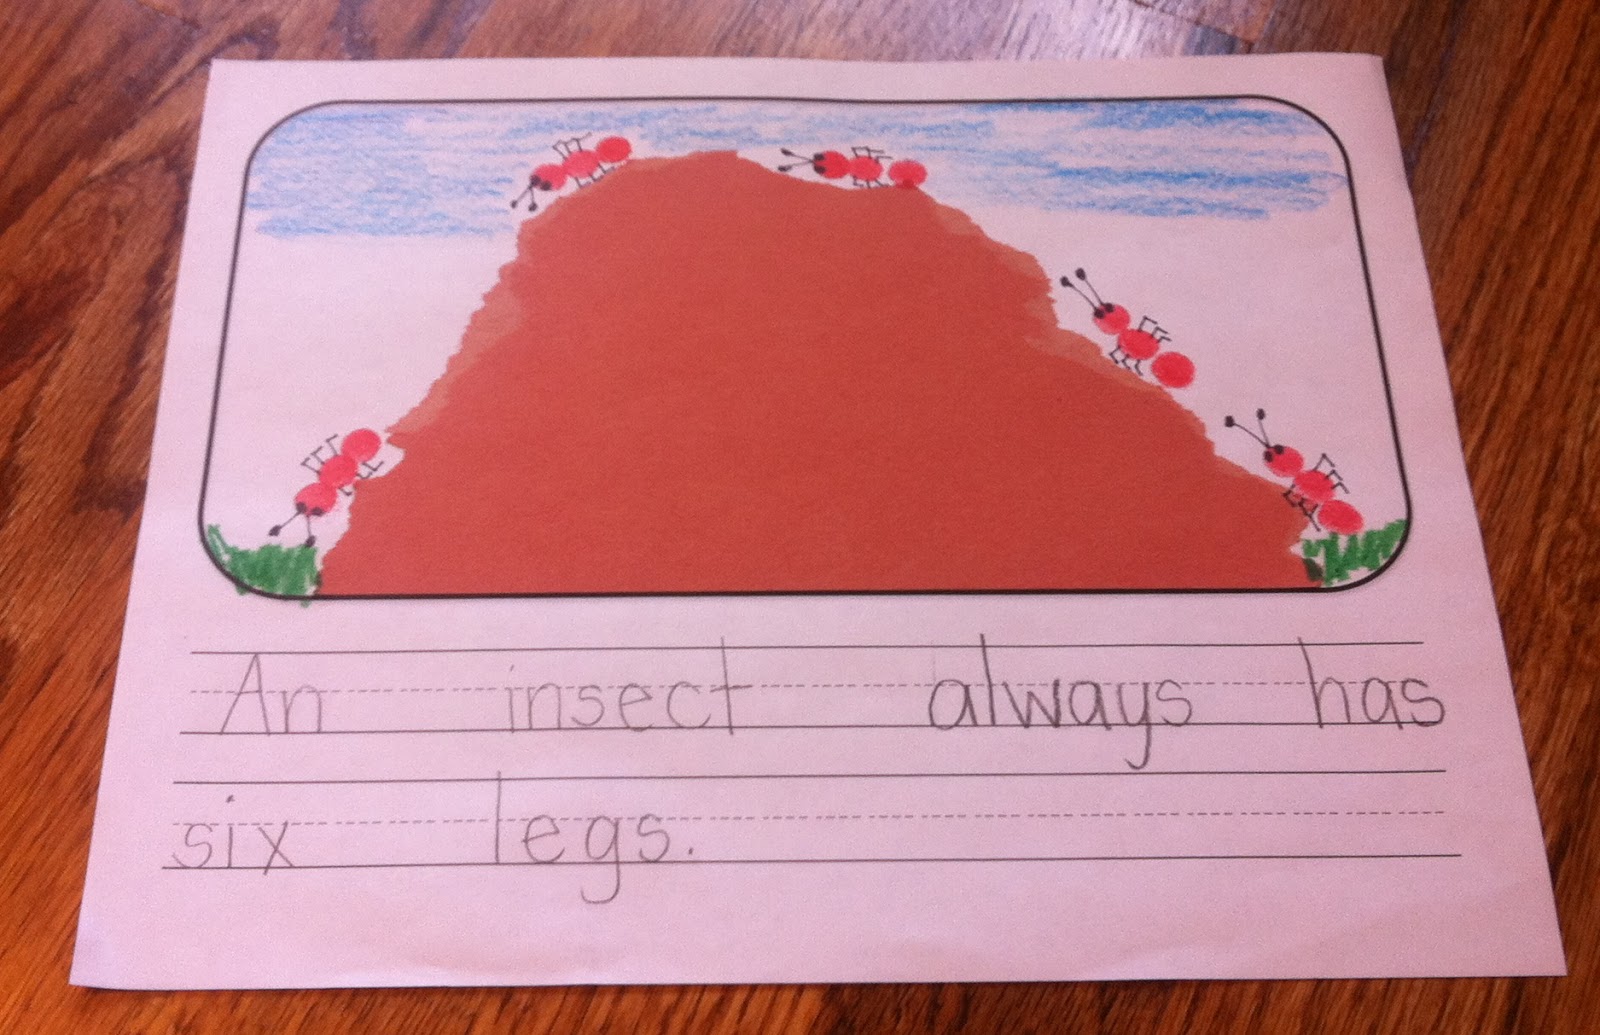 An insect always has
six legs.